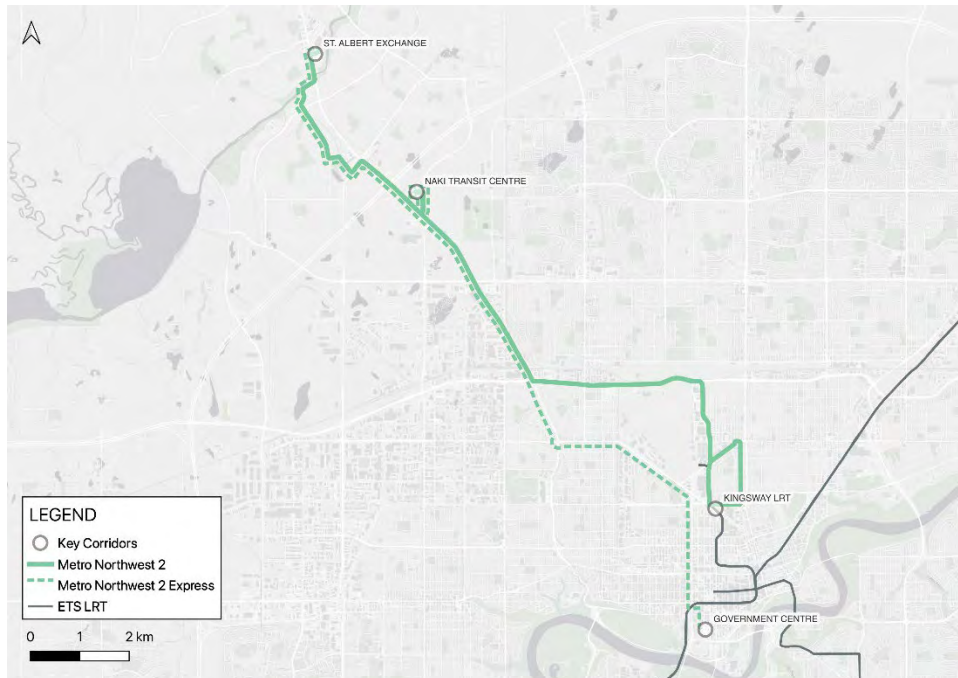 ST. ALBERT EXCHANGE
NAKI TRANSIT CENTRE
KINGSWAY LRT
GOVERNMENT CENTRE
LEGEND
Key Corridors
Metro Northwest 2
Metro Northwest 2 Express
ETS LRT
0 1 2 km